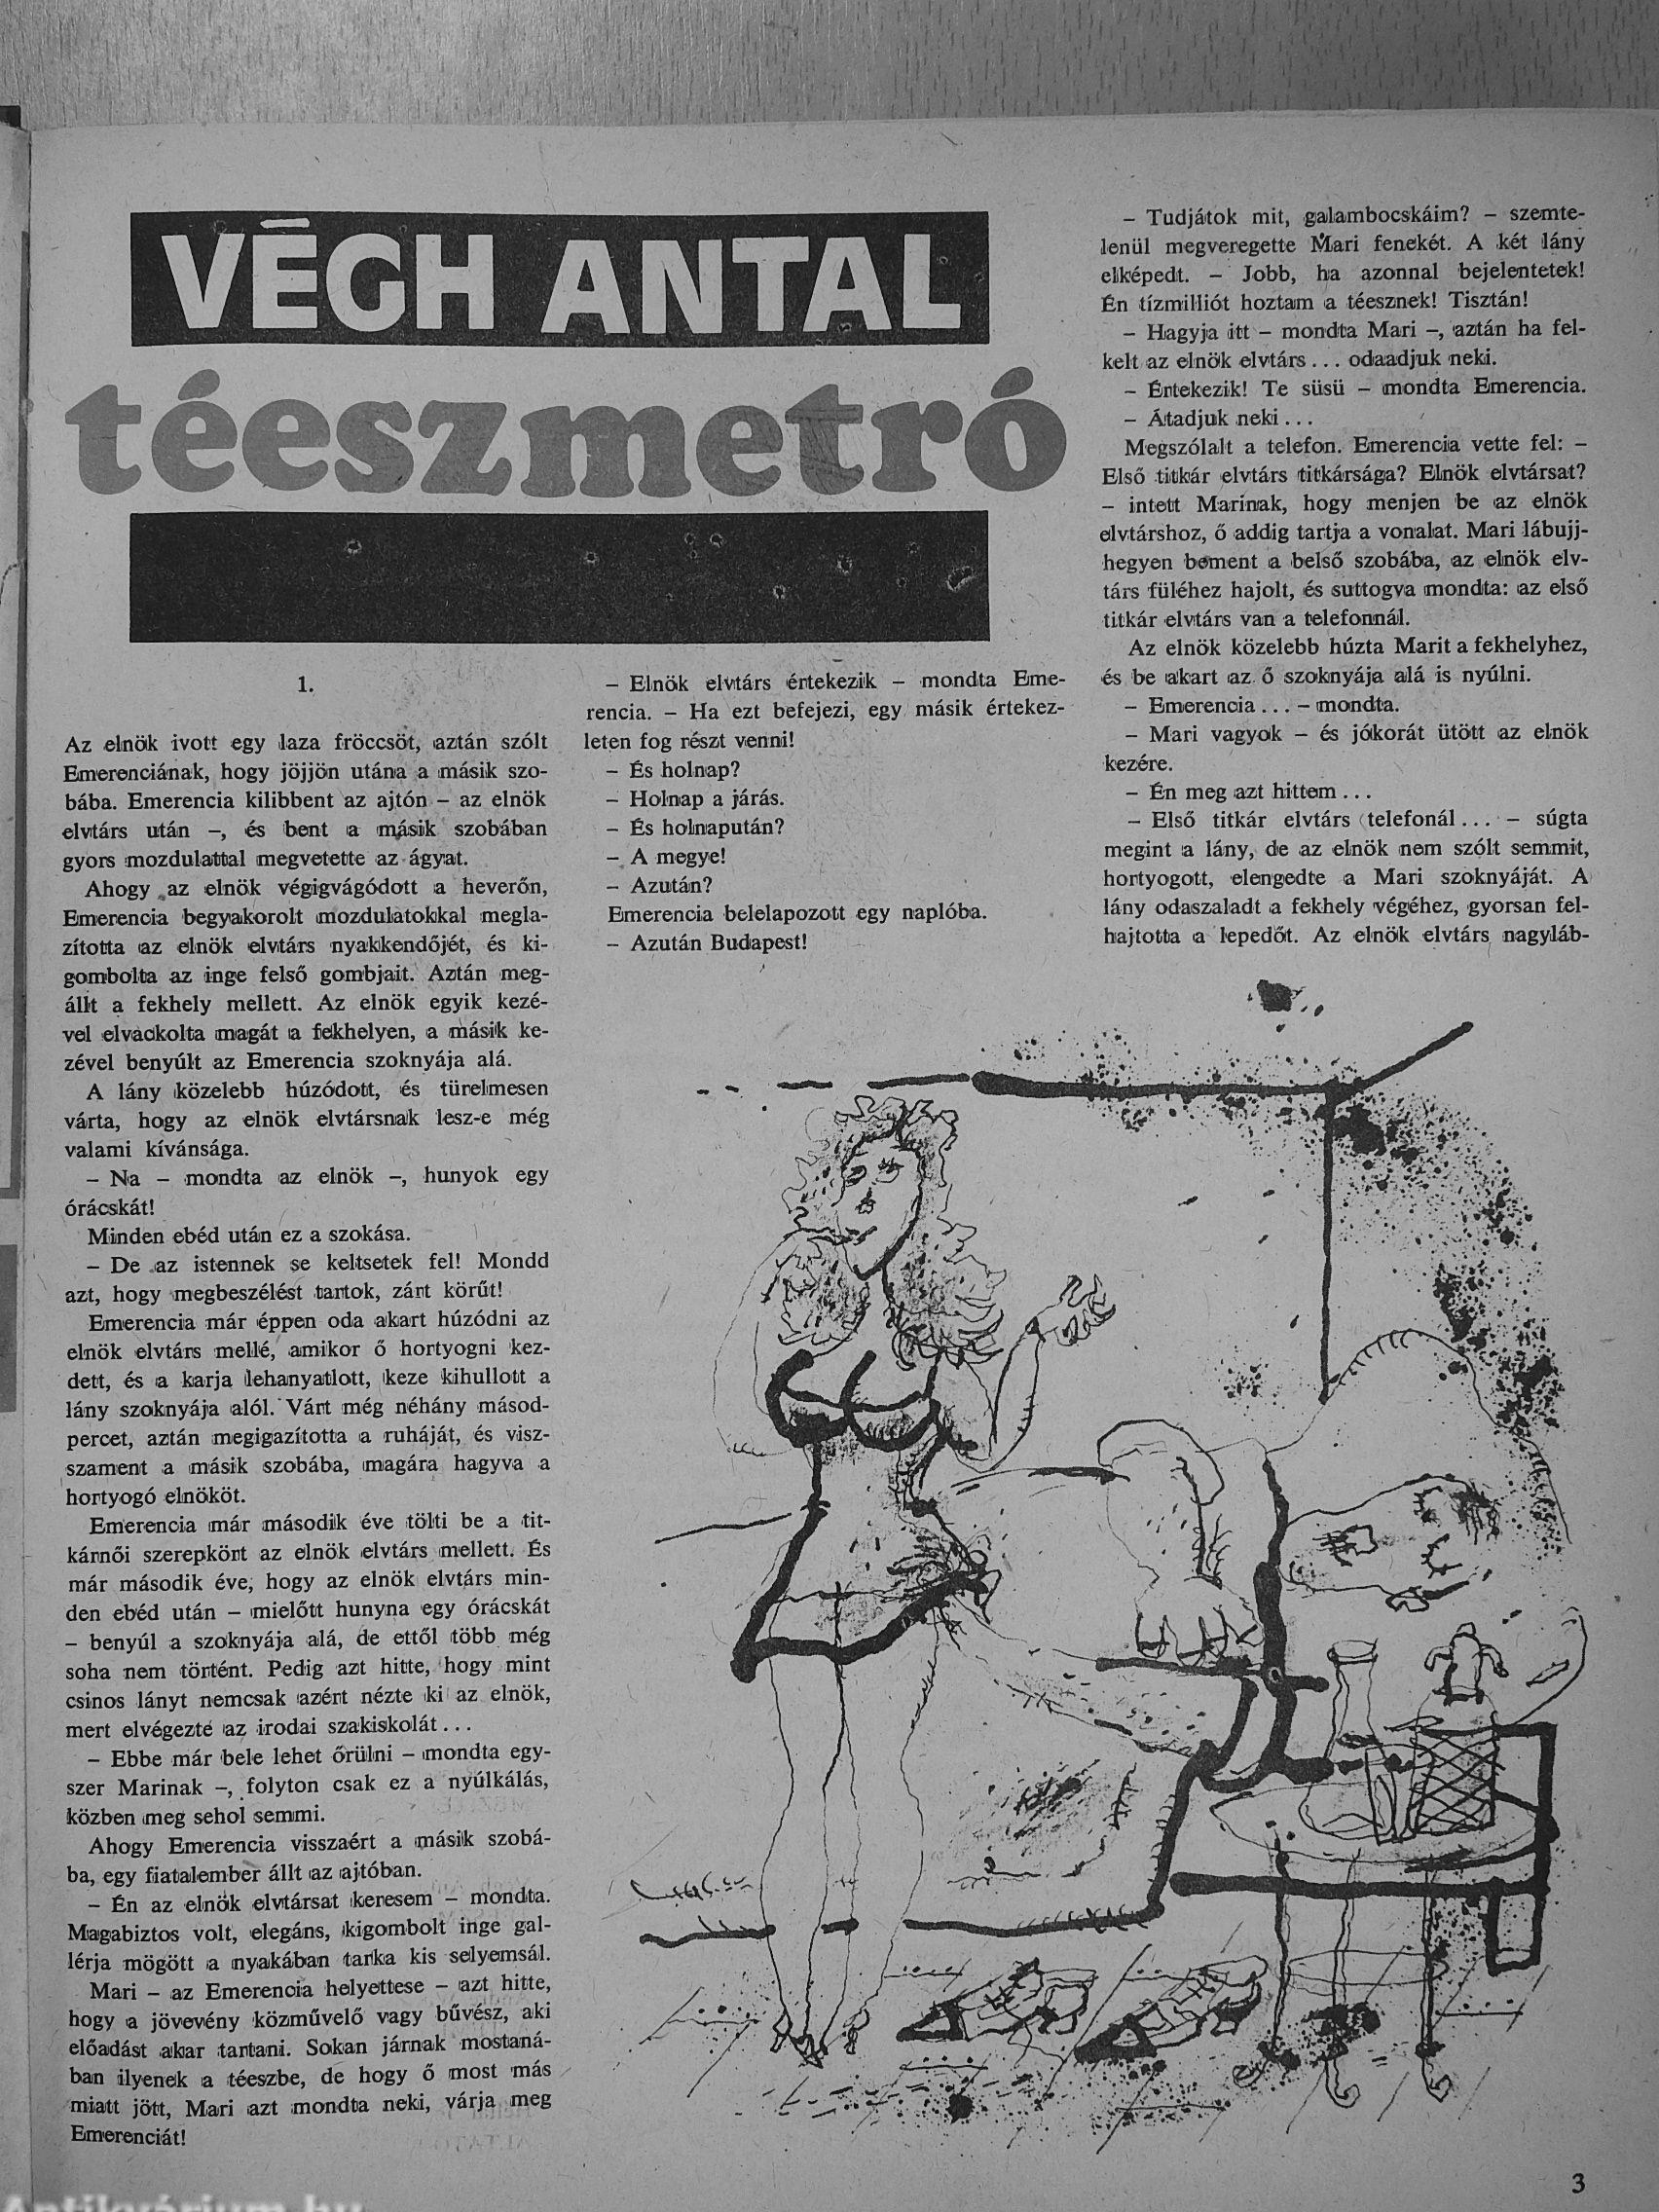 VÉGH ANTAL
téeszmetró
1.
Az elnök ivott egy laza fröccsöt, aztán szólt
Emerenciának, hogy jöjjön utána a másik szo-
bába. Emerencia kilibbent az ajtón – az elnök
elvtárs után –, és bent a másik szobában
gyors mozdulattal megvetette az ágyat.
Ahogy az elnök végigvágódott a heverőn,
Emerencia begyakorolt mozdulatokkal megla-
zította az elnök elvtárs nyakkendőjét, és ki-
gombolta az inge felső gombjait. Aztán meg-
állt a fekhely mellett. Az elnök egyik kezé-
vel elvackolta magát a fekhelyen, a másik ke-
zével benyúlt az Emerencia szoknyája alá.
A lány közelebb húzódott, és türelmesen
várta, hogy az elnök elvtársnak lesz-e még
valami kívánsága.
– Na – mondta az elnök –, hunyok egy
órácskát!
Minden ebéd után ez a szokása.
– De az istennek se keltsetek fel! Mondd
azt, hogy megbeszélést tartok, zárt körűt!
Emerencia már éppen oda akart húzódni az
elnök elvtárs mellé, amikor ő hortyogni kez-
dett, és a karja lehanyatlott, keze kihullott a
lány szoknyája alól. Várt még néhány másod-
percet, aztán megigazította a ruháját, és visz-
szament a másik szobába, magára hagyva a
hortyogó elnököt.
Emerencia már második éve tölti be a tit-
kárnői szerepkört az elnök elvtárs mellett. És
már második éve, hogy az elnök elvtárs min-
den ebéd után – mielőtt hunyna egy órácskát
– benyúl a szoknyája alá, de ettől több még
soha nem történt. Pedig azt hitte, hogy mint
csinos lányt nemcsak azért nézte ki az elnök,
mert elvégezte az irodai szakiskolát...
– Ebbe már bele lehet őrülni – mondta egy-
szer Marinak –, folyton csak ez a nyúlkálás,
közben meg sehol semmi.
Ahogy Emerencia visszaért a másik szobá-
ba, egy fiatalember állt az ajtóban.
– Én az elnök elvtársat keresem – mondta.
Magabiztos volt, elegáns, kigombolt inge gal-
lérja mögött a nyakában tarka kis selyemsál.
Mari – az Emerencia helyettese – azt hitte,
hogy a jövevény közművelő vagy bűvész, aki
előadást akar tartani. Sokan járnak mostaná-
ban ilyenek a téeszbe, de hogy ő most más
miatt jött, Mari azt mondta neki, várja meg
Emerenciát!
– Elnök elvtárs értekezik – mondta Eme-
rencia. – Ha ezt befejezi, egy másik értekez-
leten fog részt venni!
– És holnap?
– Holnap a járás.
– És holnapután?
– A megye!
– Azután?
Emerencia belelapozott egy naplóba.
– Azután Budapest!
– Tudjátok mit, galambocskáim? – szemte-
lenül megveregette Mari fenekét. A két lány
elképedt. – Jobb, ha azonnal bejelentetek!
Én tízmilliót hoztam a téesznek! Tisztán!
– Hagyja itt – mondta Mari –, aztán ha fel-
kelt az elnök elvtárs... odaadjuk neki.
– Értekezik! Te süsü – mondta Emerencia.
– Átadjuk neki...
Megszólalt a telefon. Emerencia vette fel: –
Első titkár elvtárs titkársága? Elnök elvtársat?
– intett Marinak, hogy menjen be az elnök
elvtárshoz, ő addig tartja a vonalat. Mari lábujj-
hegyen bement a belső szobába, az elnök elv-
társ füléhez hajolt, és suttogva mondta: az első
titkár elvtárs van a telefonnál.
Az elnök közelebb húzta Marit a fekhelyhez,
és be akart az ő szoknyája alá is nyúlni.
– Emerencia... – mondta.
– Mari vagyok – és jókorát ütött az elnök
kezére.
– Én meg azt hittem...
– Első titkár elvtárs telefonál... – súgta
megint a lány, de az elnök nem szólt semmit,
hortyogott, elengedte a Mari szoknyáját. A
lány odaszaladt a fekhely végéhez, gyorsan fel-
hajtotta a lepedőt. Az elnök elvtárs nagyláb-
3
Antikvárium.hu